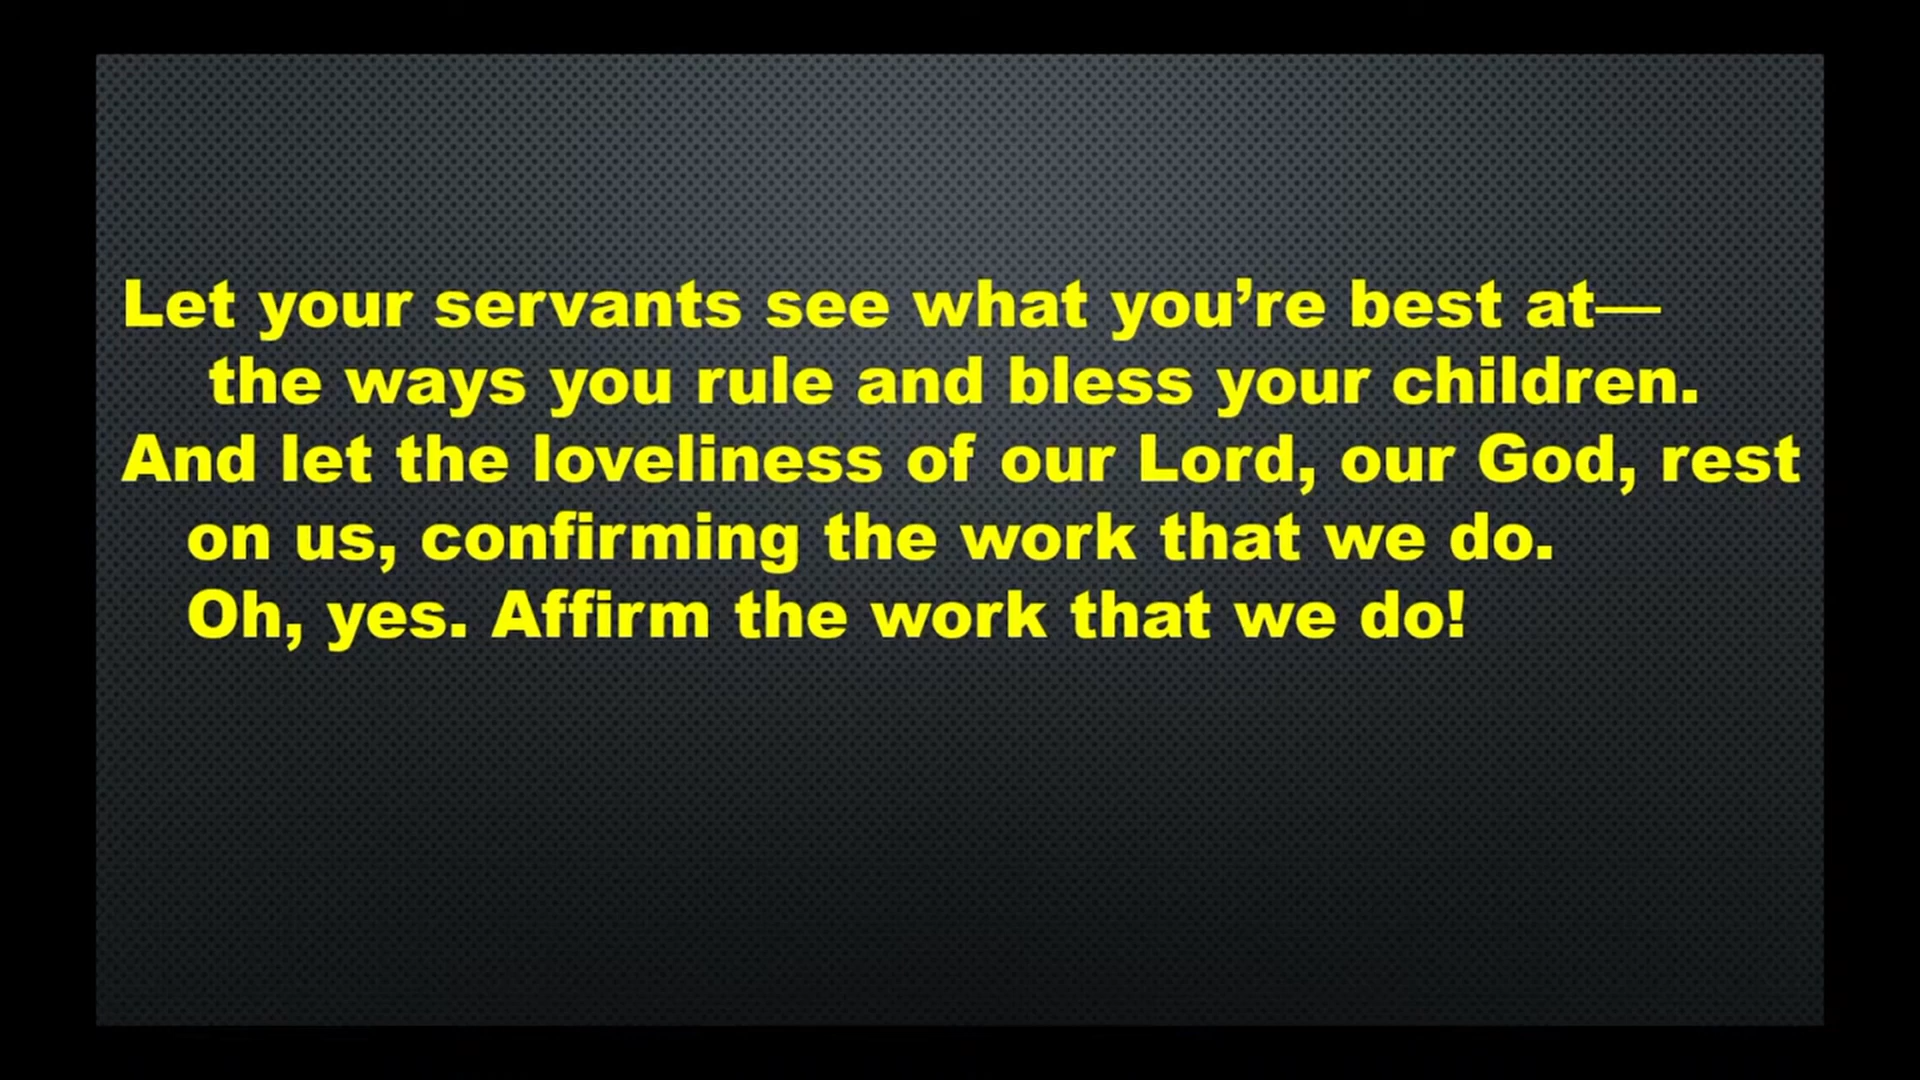 Let your servants see what you’re best at—
the ways you rule and bless your children.
And let the loveliness of our Lord, our God, rest
on us, confirming the work that we do.
Oh, yes. Affirm the work that we do!